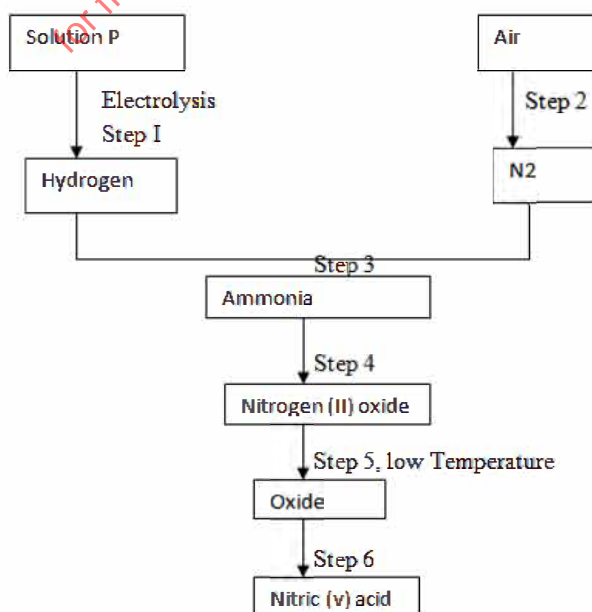 Solution P
Air
Electrolysis
Step I
Step 2
Hydrogen
N2
Step 3
Ammonia
Step 4
Nitrogen (II) oxide
Step 5, low Temperature
Oxide
Step 6
Nitric (v) acid